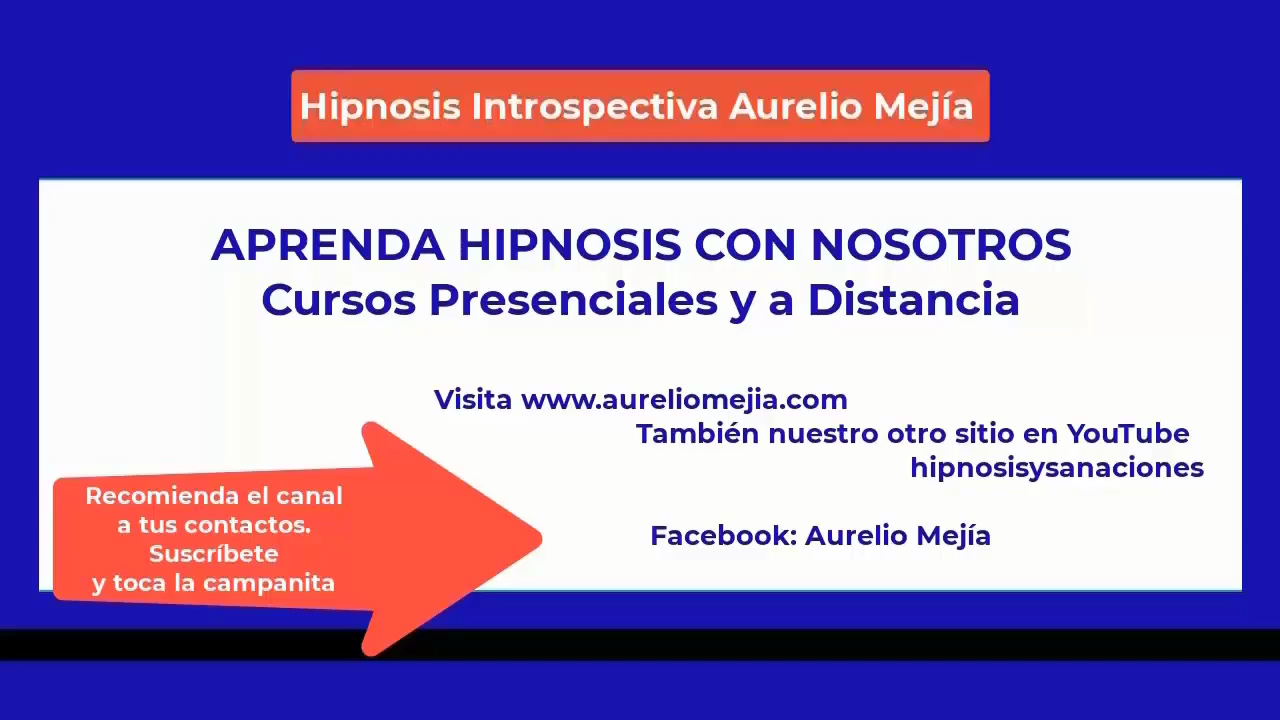 Hipnosis Introspectiva Aurelio Mejía
APRENDA HIPNOSIS CON NOSOTROS
Cursos Presenciales y a Distancia
Visita www.aureliomejia.com
También nuestro otro sitio en YouTube
hipnosisysanaciones
Facebook: Aurelio Mejía
Recomienda el canal
a tus contactos.
Suscríbete
y toca la campanita